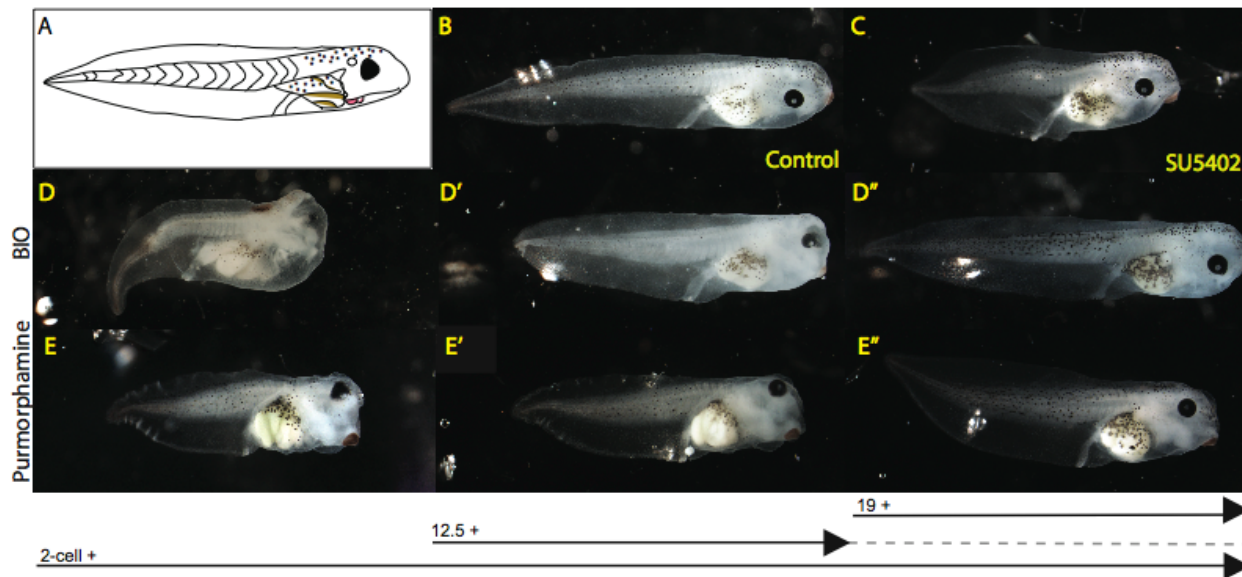 A
B
C
Control
SU5402
D
D'
D"
BIO
E
E'
E"
Purmorphamine
19 +
12.5 +
2-cell +